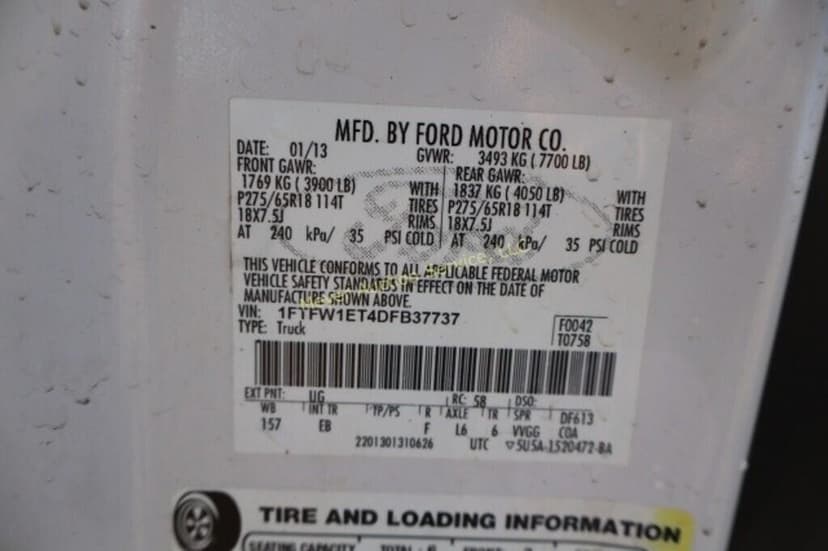 MFD. BY FORD MOTOR CO.
DATE: 01/13 GVWR: 3493 KG ( 7700 LB)
FRONT GAWR: REAR GAWR:
1769 KG ( 3900 LB) WITH 1837 KG ( 4050 LB) WITH
P275/65R18 114T TIRES P275/65R18 114T TIRES
18X7.5J RIMS 18X7.5J RIMS
AT 240 kPa/ 35 PSI COLD AT 240 kPa/ 35 PSI COLD
THIS VEHICLE CONFORMS TO ALL APPLICABLE FEDERAL MOTOR
VEHICLE SAFETY STANDARDS IN EFFECT ON THE DATE OF
MANUFACTURE SHOWN ABOVE.
VIN: 1FTFW1ET4DFB37737
TYPE: Truck
F0042
T0758
EXT PNT: UG RC: 58 DSO:
WB INT TR TP/PS R AXLE TR SPR DF613
157 EB F L6 6 VVGG COA
2201301310626 UTC ▽5U5A-1520472-BA
TIRE AND LOADING INFORMATION
SEATING CAPACITY TOTAL